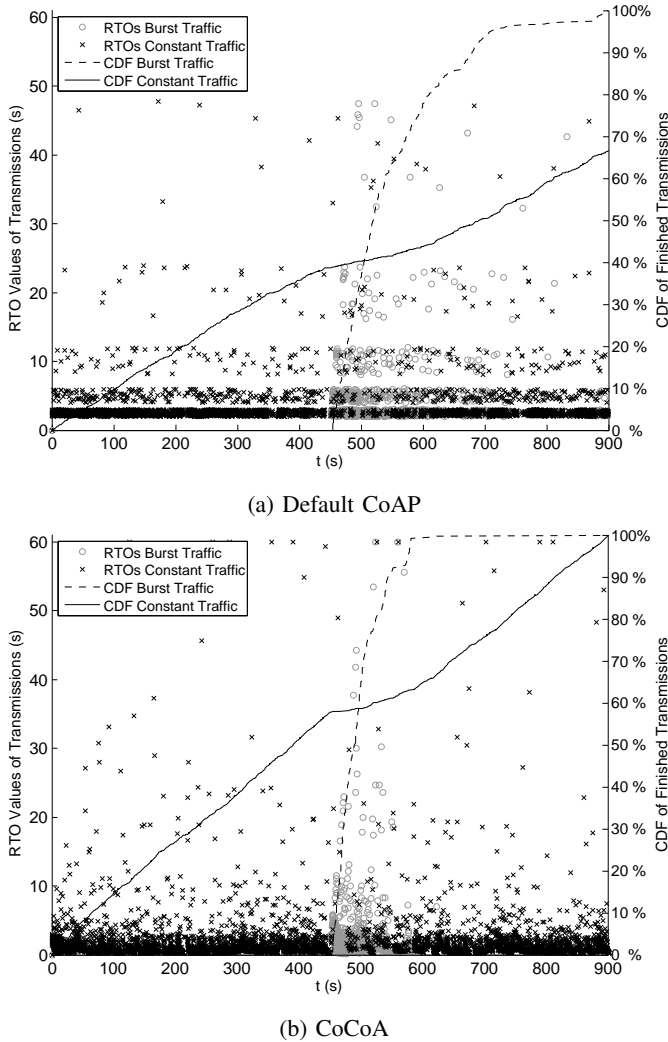 60
50
40
30
20
10
0
RTO Values of Transmissions (s)
RTOs Burst Traffic
RTOs Constant Traffic
CDF Burst Traffic
CDF Constant Traffic
100%
90 %
80 %
70 %
60 %
50 %
40 %
30 %
20 %
10 %
0 %
CDF of Finished Transmissions
0 100 200 300 400 500 600 700 800 900
t (s)
(a) Default CoAP
60
50
40
30
20
10
0
RTO Values of Transmissions (s)
RTOs Burst Traffic
RTOs Constant Traffic
CDF Burst Traffic
CDF Constant Traffic
100%
90 %
80 %
70 %
60 %
50 %
40 %
30 %
20 %
10 %
0 %
CDF of Finished Transmissions
0 100 200 300 400 500 600 700 800 900
t (s)
(b) CoCoA